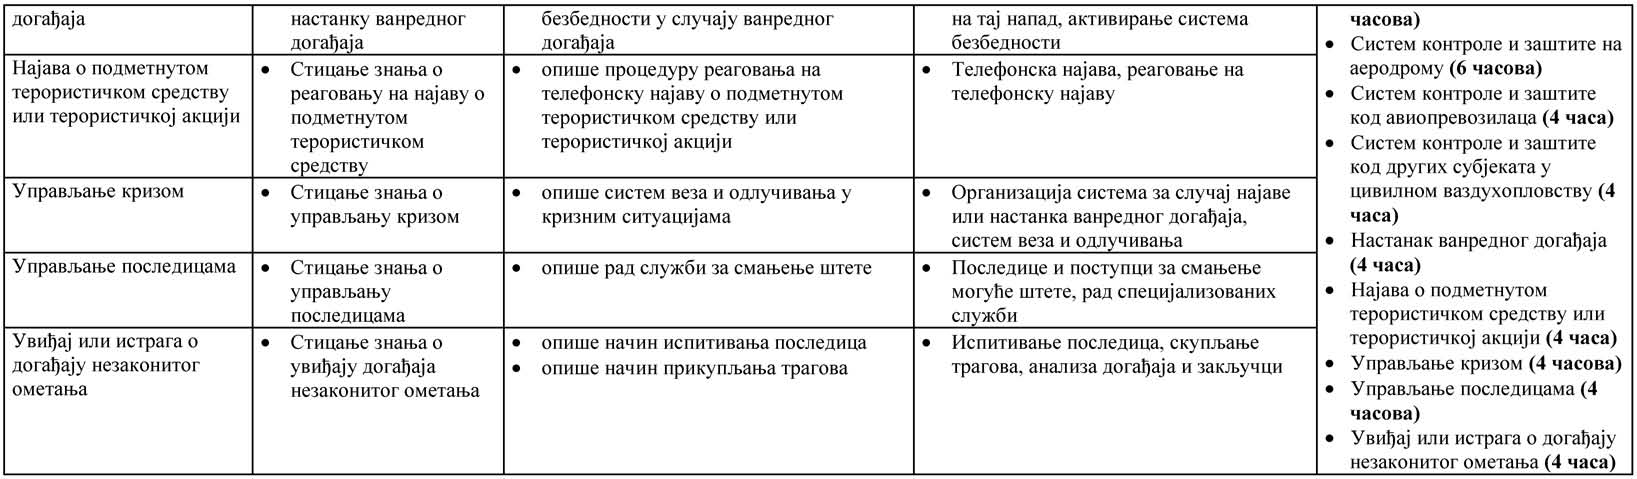 догађаја
настанку ванредног
догађаја
безбедности у случају ванредног
догађаја
на тај напад, активирање система
безбедности
Најава о подметнутом
терористичком средству
или терористичкој акцији
• Стицање знања о
реаговању на најаву о
подметнутом
терористичком
средству
• опише процедуру реаговања на
телефонску најаву о подметнутом
терористичком средству или
терористичкој акцији
• Телефонска најава, реаговање на
телефонску најаву
Управљање кризом
• Стицање знања о
управљању кризом
• опише систем веза и одлучивања у
кризним ситуацијама
• Организација система за случај најаве
или настанка ванредног догађаја,
систем веза и одлучивања
Управљање последицама
• Стицање знања о
управљању
последицама
• опише рад служби за смањење штете
• Последице и поступци за смањење
могуће штете, рад специјализованих
служби
Увиђај или истрага о
догађају незаконитог
ометања
• Стицање знања о
увиђају догађаја
незаконитог ометања
• опише начин испитивања последица
• опише начин прикупљања трагова
• Испитивање последица, скупљање
трагова, анализа догађаја и закључци
часова)
• Систем контроле и заштите на
аеродрому (6 часова)
• Систем контроле и заштите
код авиопревозилаца (4 часа)
• Систем контроле и заштите
код других субјеката у
цивилном ваздухопловству (4
часа)
• Настанак ванредног догађаја
(4 часа)
• Најава о подметнутом
терористичком средству или
терористичкој акцији (4 часа)
• Управљање кризом (4 часова)
• Управљање последицама (4
часова)
• Увиђај или истрага о догађају
незаконитог ометања (4 часа)